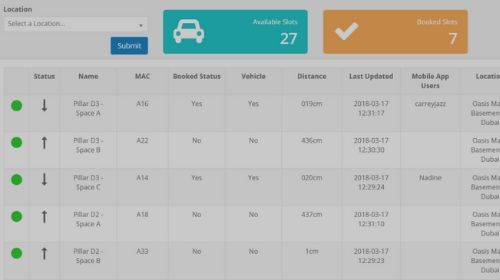 Location
Select a Location...
Submit
Available Slots
27
Booked Slots
7
Status Name MAC Booked Status Vehicle Distance Last Updated Mobile App Users Locatio
Pillar D3 - Space A A16 Yes Yes 019cm 2018-03-17 12:31:17 carreyjazz Oasis Ma Basemen Dubai
Pillar D3 - Space B A22 No No 436cm 2018-03-17 12:30:30 Oasis Ma Basemen Dubai
Pillar D3 - Space C A14 Yes Yes 020cm 2018-03-17 12:29:24 Nadine Oasis Ma Basemen Dubai
Pillar D2 - Space A A18 No No 437cm 2018-03-17 12:31:10 Oasis Ma Basemen Dubai
Pillar D2 - Space B A33 No No 1cm 2018-03-17 12:29:23 Oasis Ma Basemen Dubai